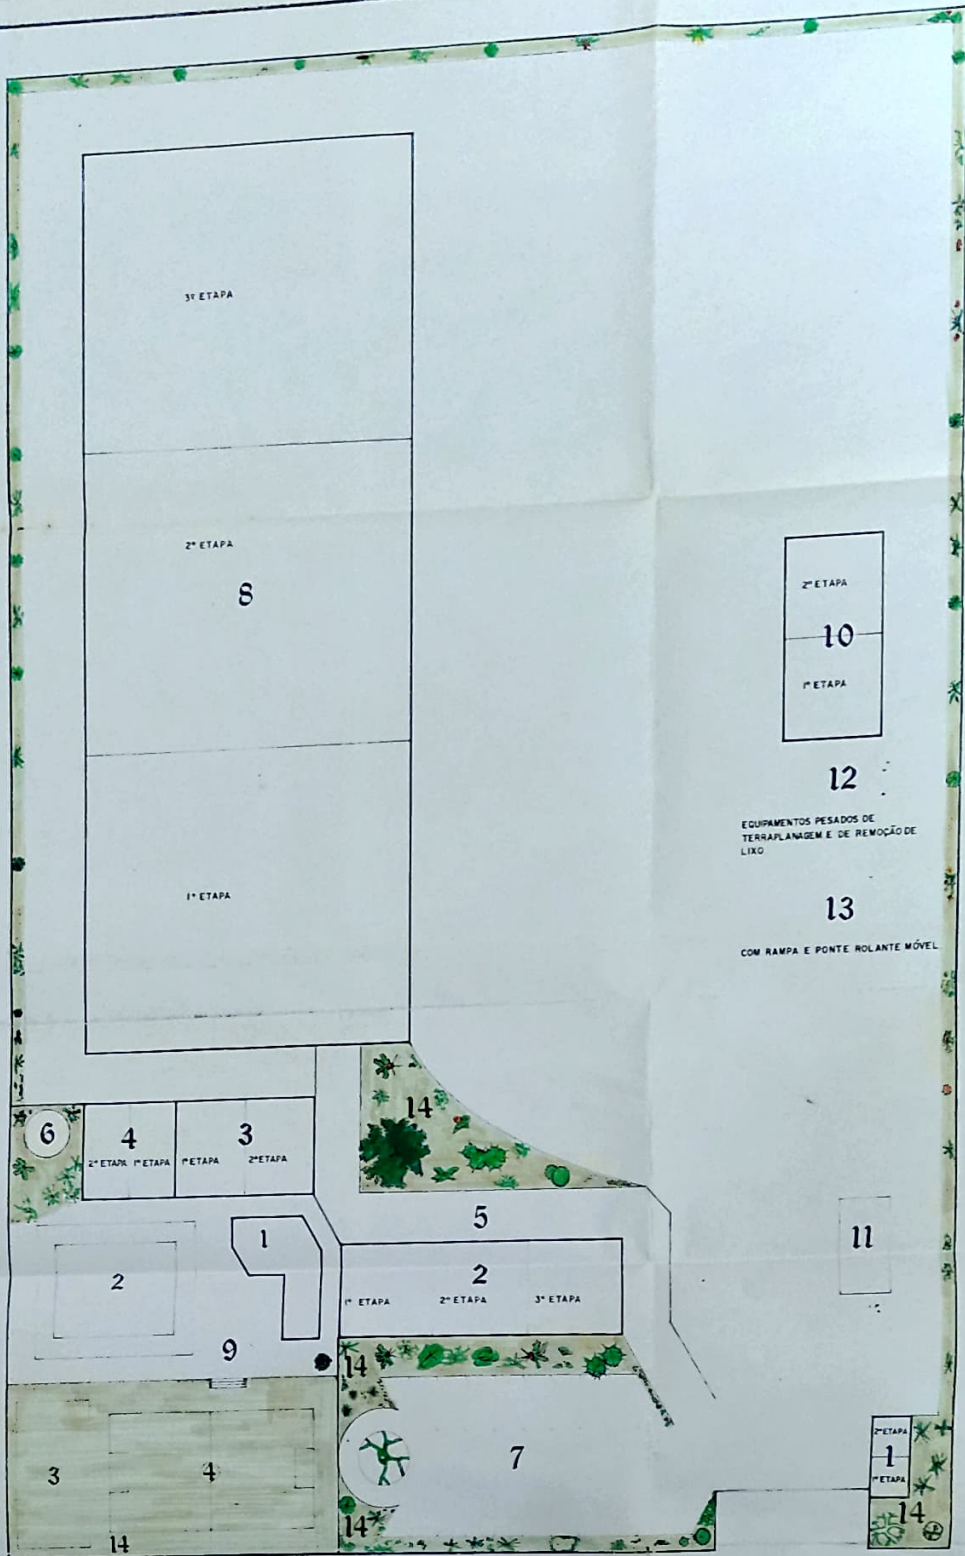 3ª ETAPA
2ª ETAPA
8
2ª ETAPA
10
1ª ETAPA
12
EQUIPAMENTOS PESADOS DE
TERRAPLANAGEM E DE REMOÇÃO DE
LIXO
1ª ETAPA
13
COM RAMPA E PONTE ROLANTE MÓVEL
14
6
4
3
2ª ETAPA 1ª ETAPA
1ª ETAPA 2ª ETAPA
5
1
11
2
2
1ª ETAPA 2ª ETAPA 3ª ETAPA
9
14
2ª ETAPA
1
1ª ETAPA
7
3
4
14
14
14